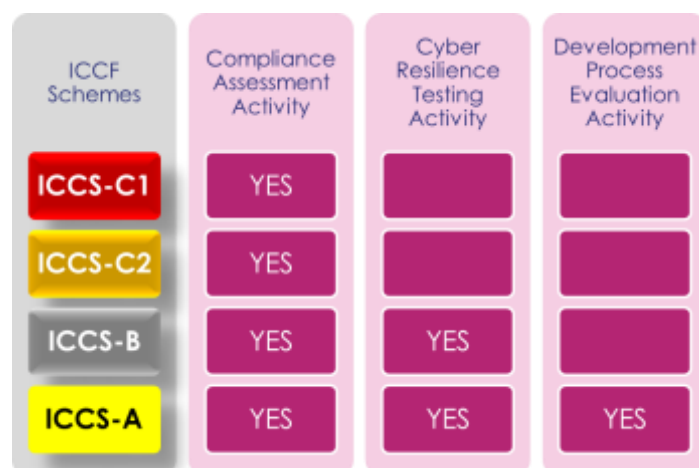 ICCF
Schemes
Compliance
Assessment
Activity
Cyber
Resilience
Testing
Activity
Development
Process
Evaluation
Activity
ICCS-C1
YES
ICCS-C2
YES
ICCS-B
YES
YES
ICCS-A
YES
YES
YES